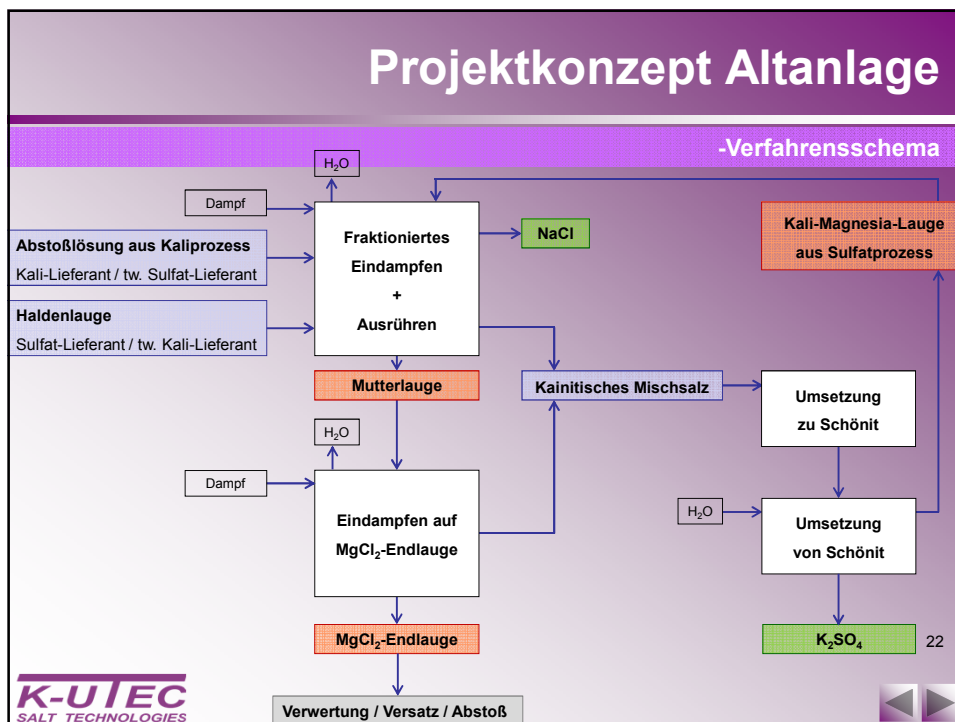 Projektkonzept Altanlage
-Verfahrensschema
H₂O
Dampf
Abstoßlösung aus Kaliprozess
Kali-Lieferant / tw. Sulfat-Lieferant
Haldenlauge
Sulfat-Lieferant / tw. Kali-Lieferant
Fraktioniertes
Eindampfen
+
Ausrühren
NaCl
Kali-Magnesia-Lauge
aus Sulfatprozess
Mutterlauge
Kainitisches Mischsalz
Umsetzung
zu Schönit
H₂O
Dampf
Eindampfen auf
MgCl₂-Endlauge
H₂O
Umsetzung
von Schönit
MgCl₂-Endlauge
K₂SO₄
22
Verwertung / Versatz / Abstoß
K-UTEC
SALT TECHNOLOGIES